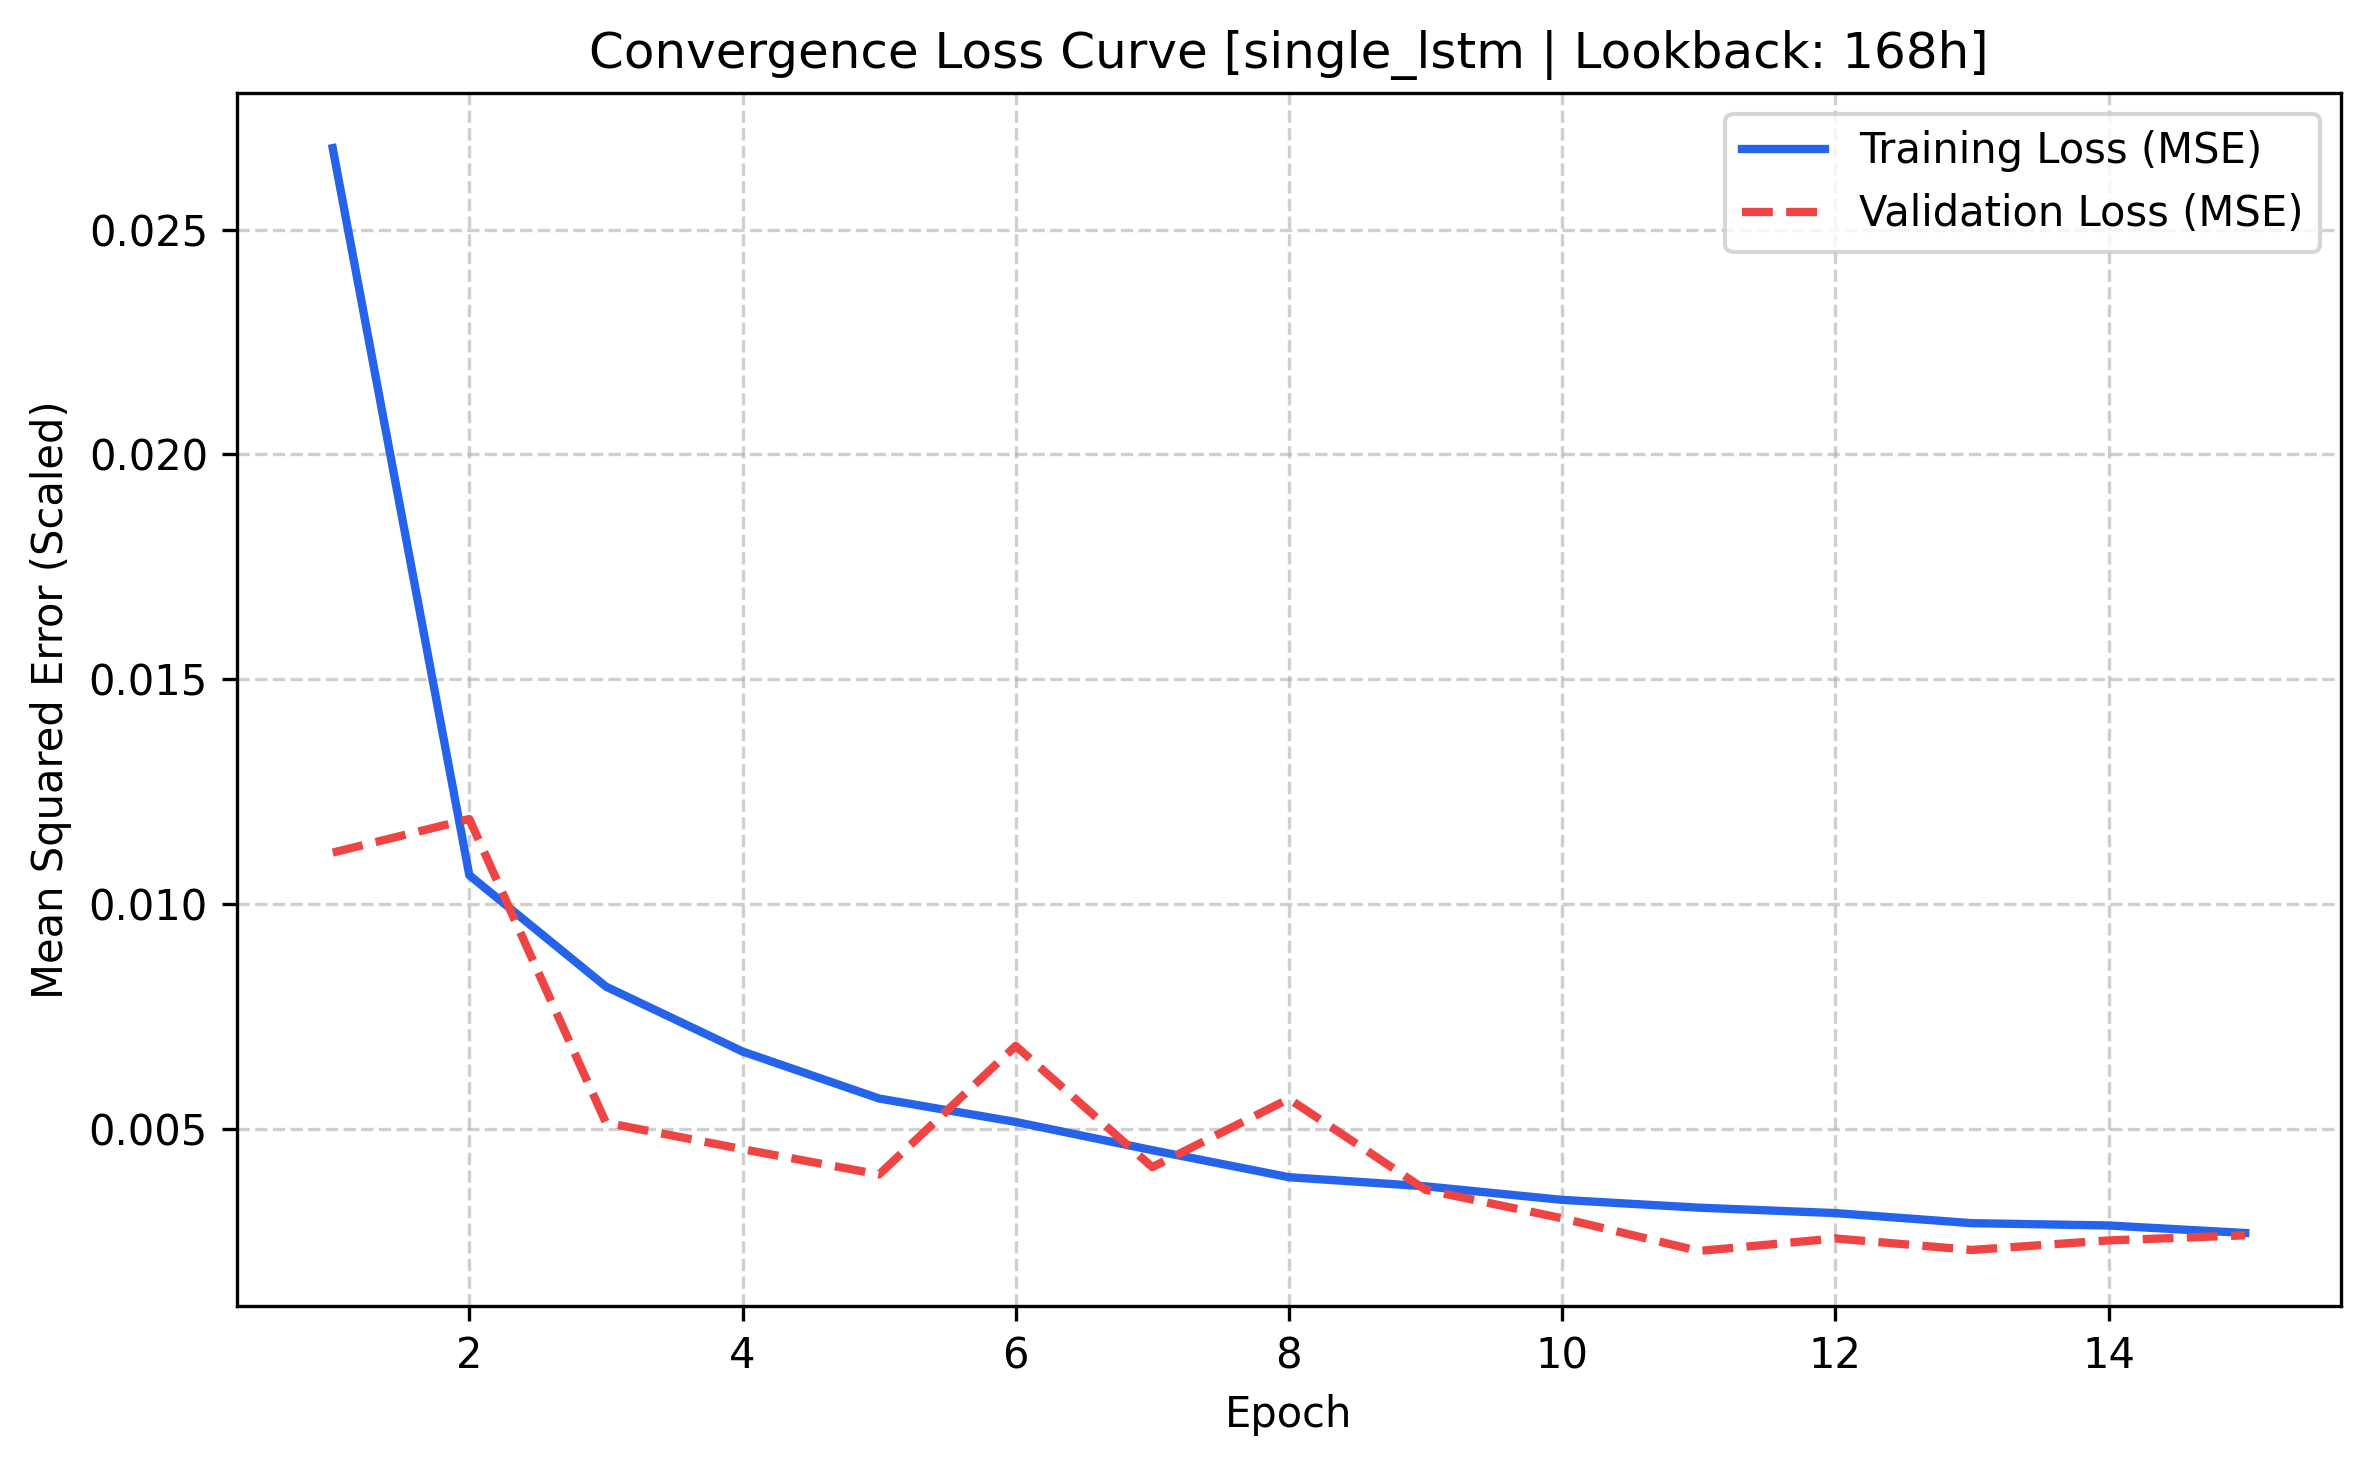 Convergence Loss Curve [single_lstm | Lookback: 168h]
Training Loss (MSE)
Validation Loss (MSE)
Mean Squared Error (Scaled)
0.025
0.020
0.015
0.010
0.005
2 4 6 8 10 12 14
Epoch